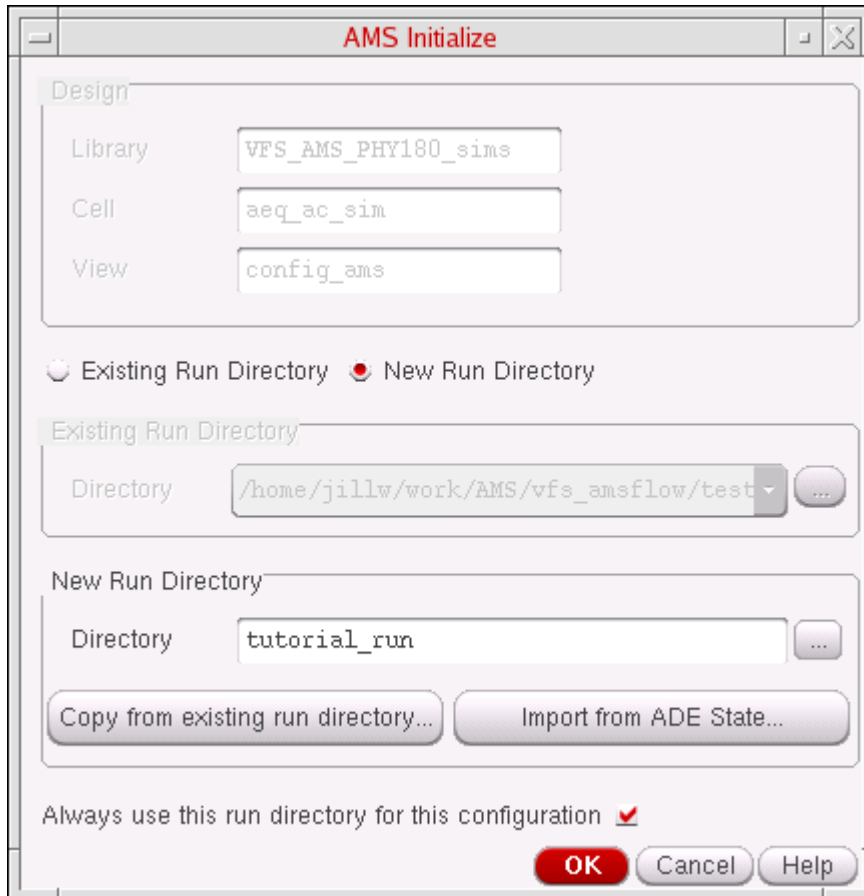 AMS Initialize
Design
Library VFS_AMS_PHY180_sims
Cell aeq_ac_sim
View config_ams
Existing Run Directory New Run Directory
Existing Run Directory
Directory /home/jillw/work/AMS/vfs_amsflow/test ...
New Run Directory
Directory tutorial_run ...
Copy from existing run directory... Import from ADE State...
Always use this run directory for this configuration
OK Cancel Help